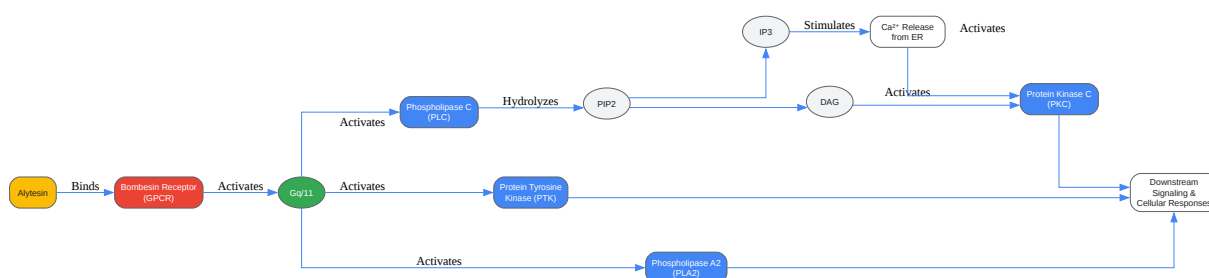 Stimulates
IP3
Ca²⁺ Release
from ER
Activates
Phospholipase C
(PLC)
Activates
Hydrolyzes
PIP2
DAG
Activates
Protein Kinase C
(PKC)
Alytesin
Binds
Bombesin Receptor
(GPCR)
Activates
Gq/11
Activates
Protein Tyrosine
Kinase (PTK)
Downstream
Signaling &
Cellular Responses
Activates
Phospholipase A2
(PLA2)